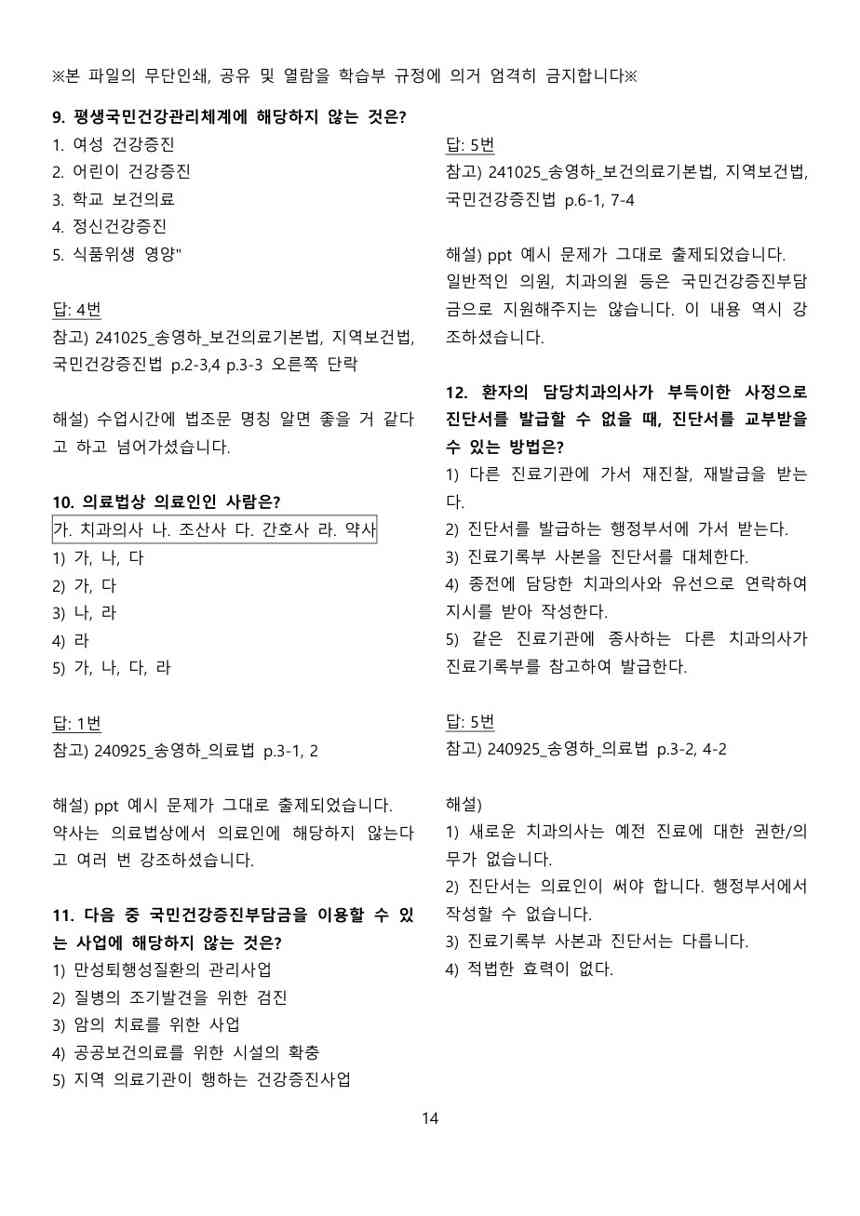 ※본 파일의 무단인쇄, 공유 및 열람을 학습부 규정에 의거 엄격히 금지합니다※
9. 평생국민건강관리체계에 해당하지 않는 것은?
1. 여성 건강증진
2. 어린이 건강증진
3. 학교 보건의료
4. 정신건강증진
5. 식품위생 영양"
답: 4번
참고) 241025_송영하_보건의료기본법, 지역보건법,
국민건강증진법 p.2-3,4 p.3-3 오른쪽 단락
해설) 수업시간에 법조문 명칭 알면 좋을 거 같다
고 하고 넘어가셨습니다.
10. 의료법상 의료인인 사람은?
가. 치과의사 나. 조산사 다. 간호사 라. 약사
1) 가, 나, 다
2) 가, 다
3) 나, 라
4) 라
5) 가, 나, 다, 라
답: 1번
참고) 240925_송영하_의료법 p.3-1, 2
해설) ppt 예시 문제가 그대로 출제되었습니다.
약사는 의료법상에서 의료인에 해당하지 않는다
고 여러 번 강조하셨습니다.
11. 다음 중 국민건강증진부담금을 이용할 수 있
는 사업에 해당하지 않는 것은?
1) 만성퇴행성질환의 관리사업
2) 질병의 조기발견을 위한 검진
3) 암의 치료를 위한 사업
4) 공공보건의료를 위한 시설의 확충
5) 지역 의료기관이 행하는 건강증진사업
답: 5번
참고) 241025_송영하_보건의료기본법, 지역보건법,
국민건강증진법 p.6-1, 7-4
해설) ppt 예시 문제가 그대로 출제되었습니다.
일반적인 의원, 치과의원 등은 국민건강증진부담
금으로 지원해주지는 않습니다. 이 내용 역시 강
조하셨습니다.
12. 환자의 담당치과의사가 부득이한 사정으로
진단서를 발급할 수 없을 때, 진단서를 교부받을
수 있는 방법은?
1) 다른 진료기관에 가서 재진찰, 재발급을 받는
다.
2) 진단서를 발급하는 행정부서에 가서 받는다.
3) 진료기록부 사본을 진단서를 대체한다.
4) 종전에 담당한 치과의사와 유선으로 연락하여
지시를 받아 작성한다.
5) 같은 진료기관에 종사하는 다른 치과의사가
진료기록부를 참고하여 발급한다.
답: 5번
참고) 240925_송영하_의료법 p.3-2, 4-2
해설)
1) 새로운 치과의사는 예전 진료에 대한 권한/의
무가 없습니다.
2) 진단서는 의료인이 써야 합니다. 행정부서에서
작성할 수 없습니다.
3) 진료기록부 사본과 진단서는 다릅니다.
4) 적법한 효력이 없다.
14